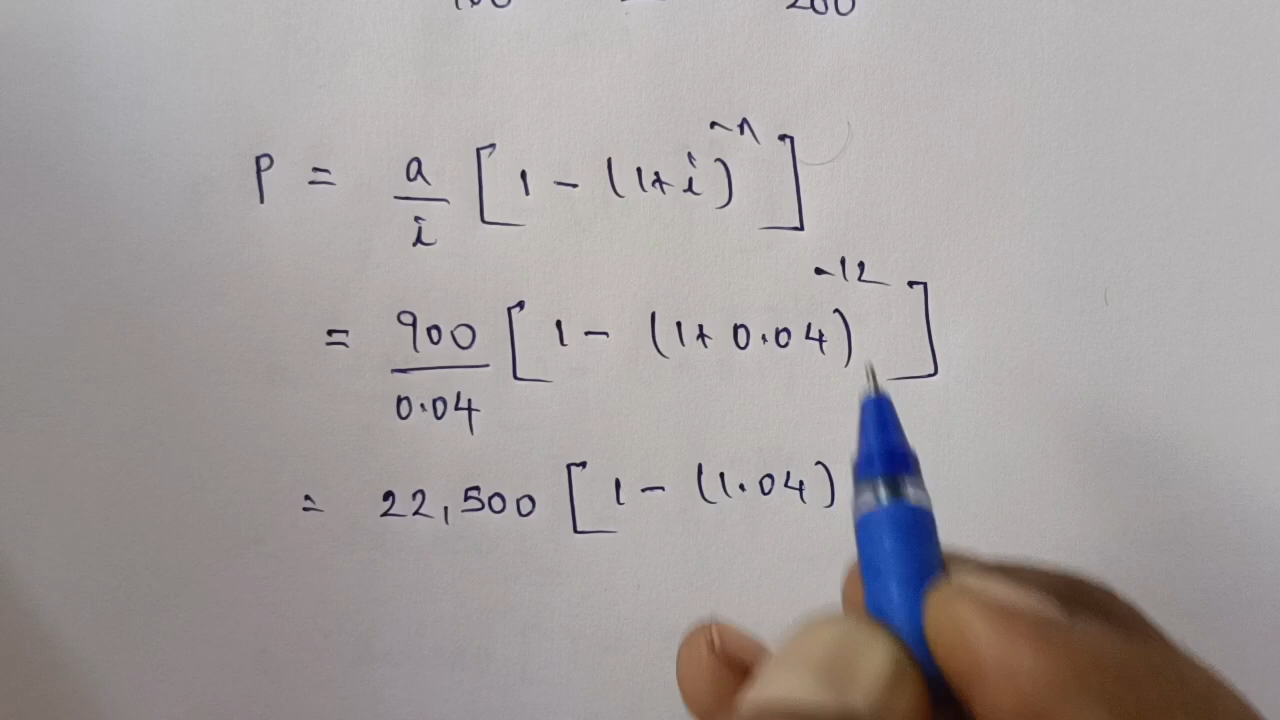 P = a/i [1 - (1+i)^-n]
= 900/0.04 [1 - (1+0.04)^-12]
= 22,500 [1 - (1.04)